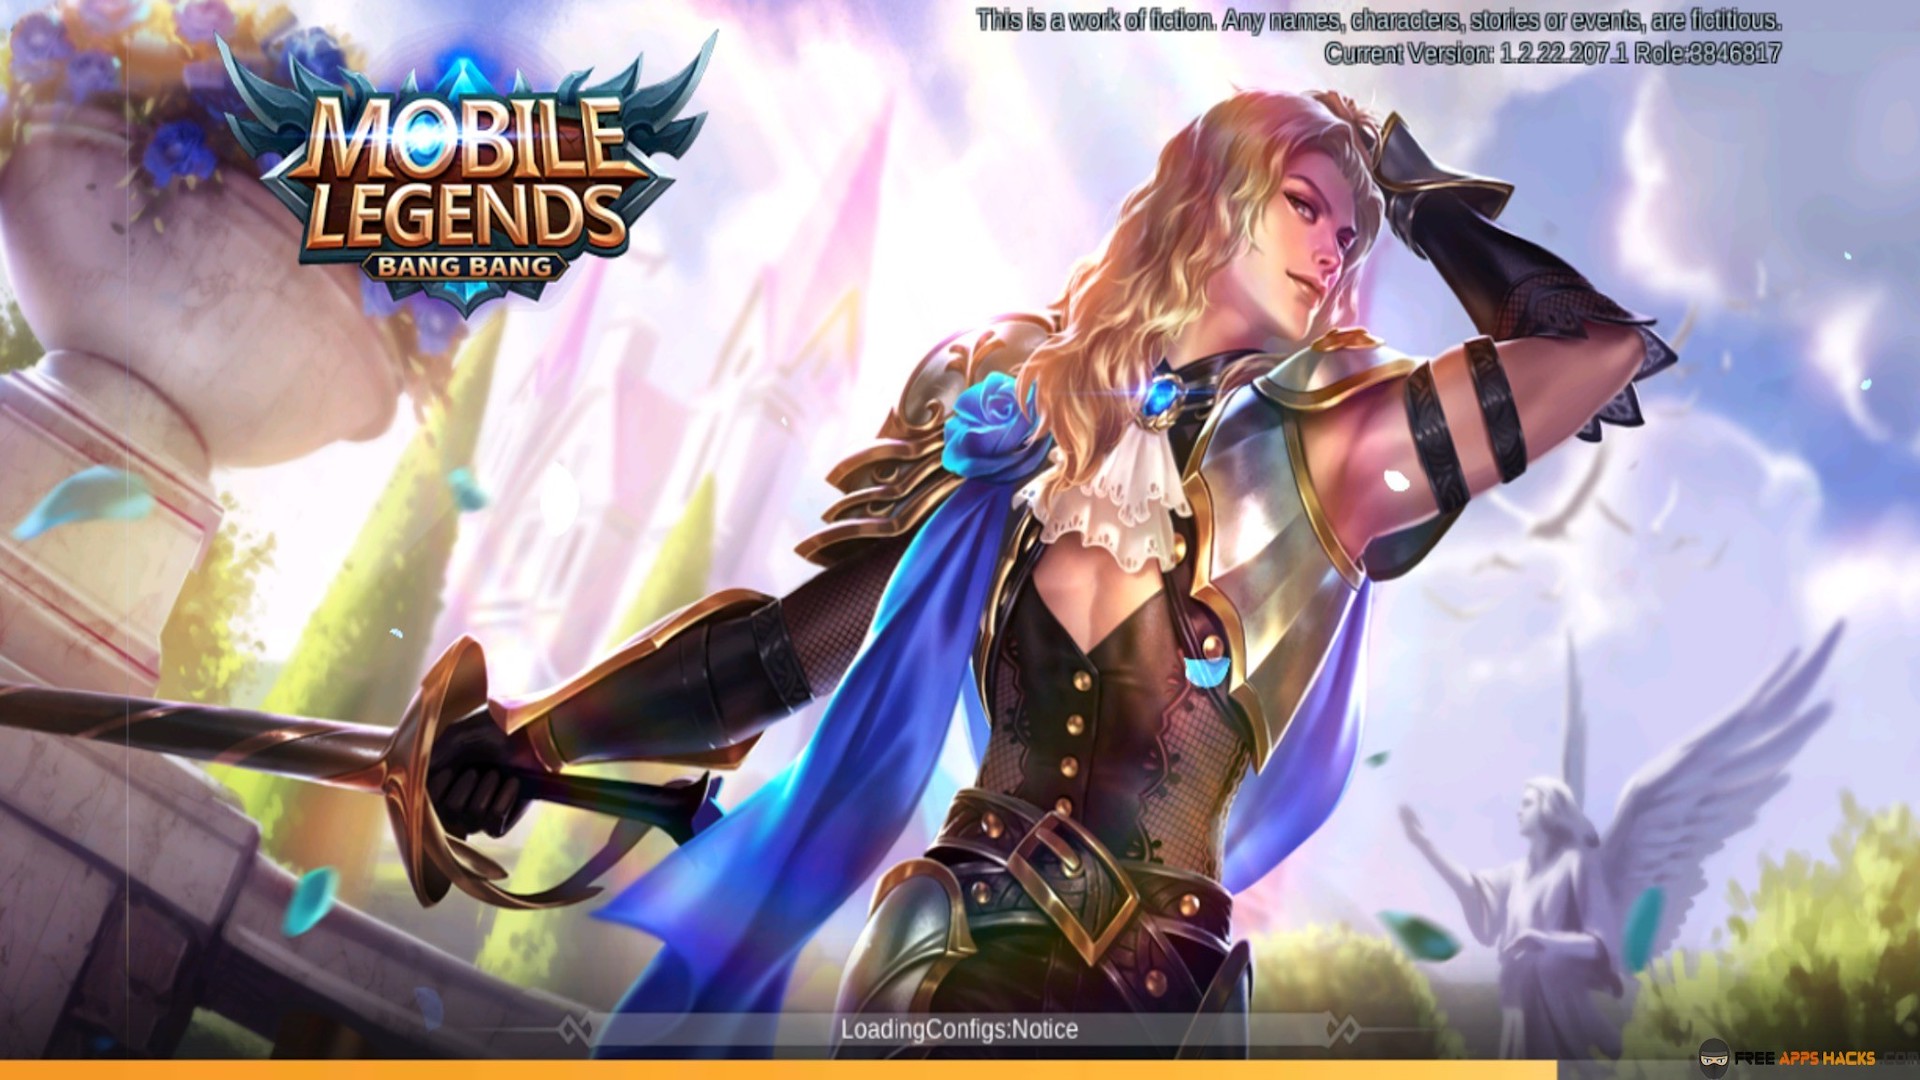 This is a work of fiction. Any names, characters, stories or events, are fictitious.
Current Version: 1.2.22.207.1 Role:3846817
MOBILE
LEGENDS
BANG BANG
LoadingConfigs:Notice
FREE APPS HACKS .COM